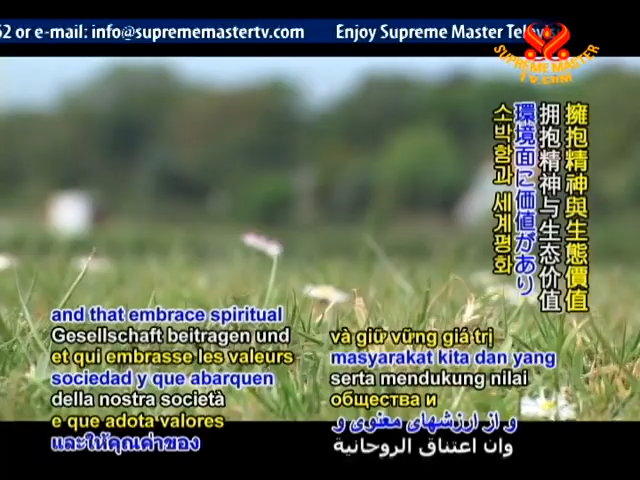 62 or e-mail: info@suprememastertv.com Enjoy Supreme Master
SUPREME MASTER
TV.COM
擁抱精神與生態價值
拥抱精神与生态价值
環境面に価値があり
소박함과 세계평화
and that embrace spiritual
Gesellschaft beitragen und
et qui embrasse les valeurs
sociedad y que abarquen
della nostra società
e que adota valores
และให้คุณค่าของ
và giữ vững giá trị
masyarakat kita dan yang
serta mendukung nilai
общества и
و از ارزشهای معنوی و
وان اعتناق الروحانية